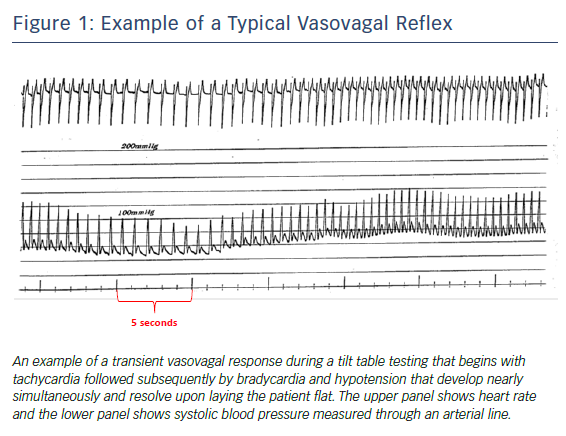 Figure 1: Example of a Typical Vasovagal Reflex
200mmHg
100mmHg
5 seconds
An example of a transient vasovagal response during a tilt table testing that begins with
tachycardia followed subsequently by bradycardia and hypotension that develop nearly
simultaneously and resolve upon laying the patient flat. The upper panel shows heart rate
and the lower panel shows systolic blood pressure measured through an arterial line.